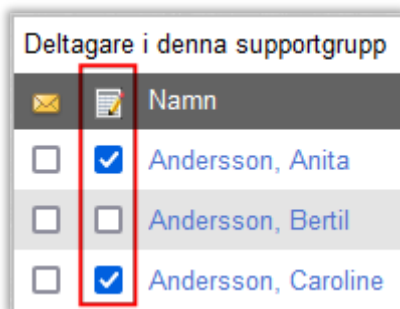 Deltagare i denna supportgrupp
Namn
Andersson, Anita
Andersson, Bertil
Andersson, Caroline